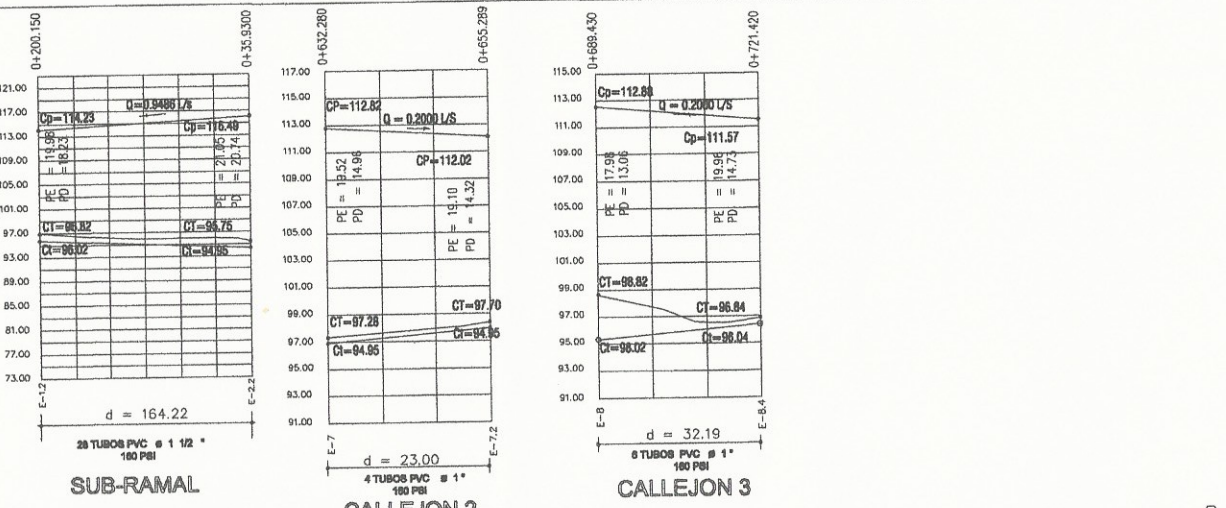 0+200.150
0+35.9300
121.00
117.00
113.00
109.00
105.00
101.00
97.00
93.00
89.00
85.00
81.00
77.00
73.00
Q=0.9486 L/s
Cp=114.23
Cp=116.49
PE = 19.98
PD =18.23
PE = 21.05
PD = 20.74
CT=96.82
CT=95.75
Ct=96.02
Ct=94.95
E-1.2
E-2.2
d = 164.22
28 TUBOS PVC ø 1 1/2 "
160 PSI
SUB-RAMAL
0+632.280
0+655.289
117.00
115.00
113.00
111.00
109.00
107.00
105.00
103.00
101.00
99.00
97.00
95.00
93.00
91.00
CP=112.82
Q = 0.2000 L/S
CP=112.02
PE = 19.52
PD = 14.96
PE = 19.10
PD = 14.32
CT=97.28
CT=97.70
Ct=94.95
Ct=94.95
E-7
E-7.2
d = 23.00
4 TUBOS PVC ø 1"
160 PSI
CALLEJON 2
0+689.430
0+721.420
115.00
113.00
111.00
109.00
107.00
105.00
103.00
101.00
99.00
97.00
95.00
93.00
91.00
Cp=112.88
Q = 0.2000 L/S
Cp=111.57
PE = 17.98
PD = 13.06
PE = 19.96
PD = 14.73
CT=98.82
CT=96.84
Ct=98.02
Ct=96.04
E-8
E-8.4
d = 32.19
6 TUBOS PVC ø 1"
160 PSI
CALLEJON 3